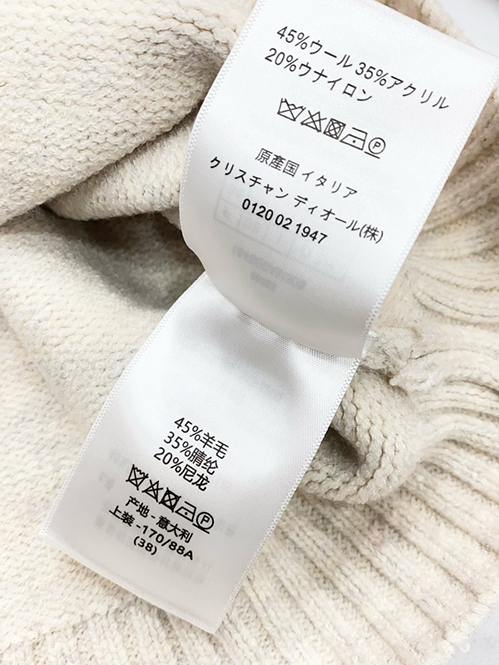 45%ウール 35%アクリル
20%ウナイロン
原產国 イタリア
クリスチャン ディオール(株)
0120 02 1947
45%羊毛
35%腈纶
20%尼龙
产地 - 意大利
上装 -170/88A
(38)